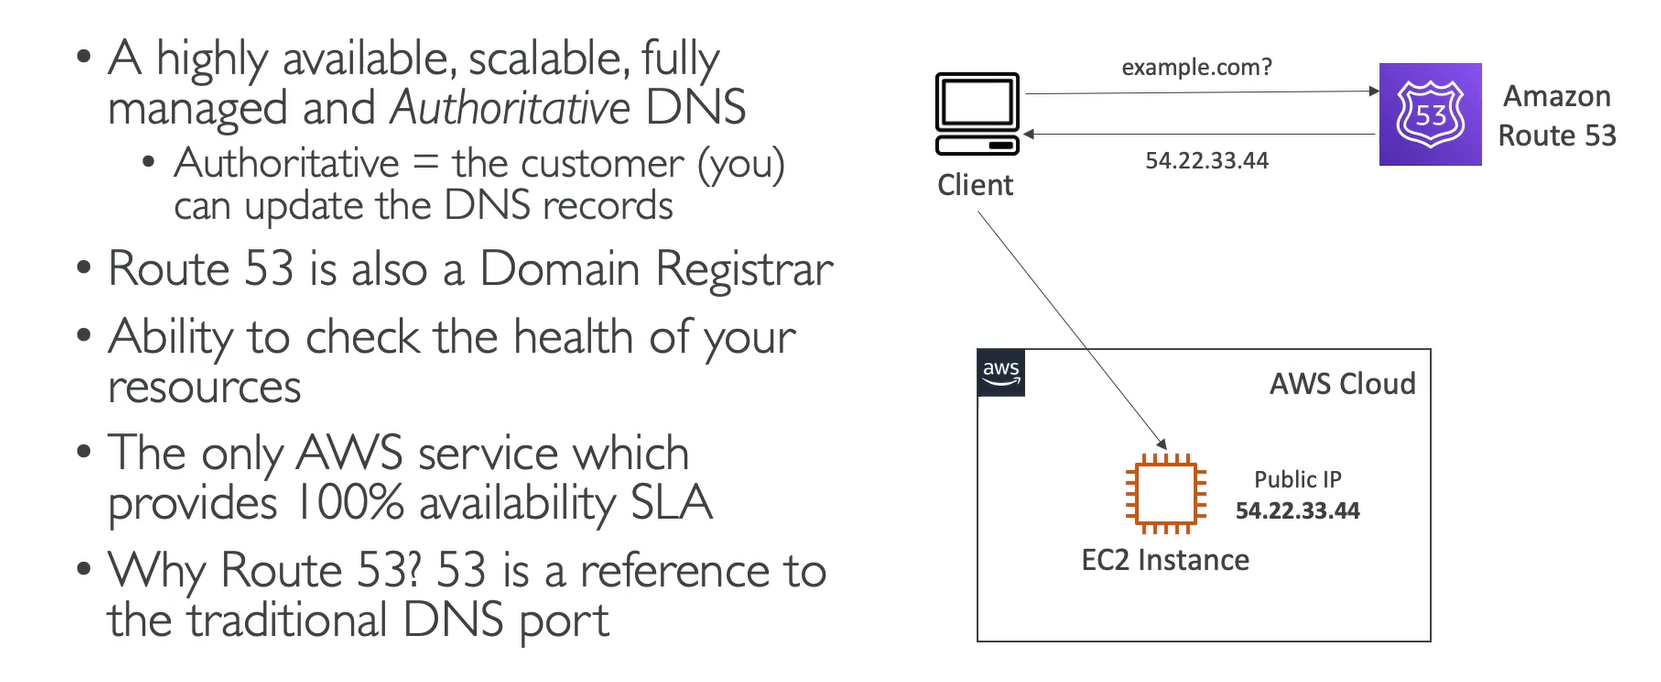 • A highly available, scalable, fully
managed and Authoritative DNS
• Authoritative = the customer (you)
can update the DNS records
• Route 53 is also a Domain Registrar
• Ability to check the health of your
resources
• The only AWS service which
provides 100% availability SLA
• Why Route 53? 53 is a reference to
the traditional DNS port
example.com?
53
Amazon
Route 53
54.22.33.44
Client
aws
AWS Cloud
Public IP
54.22.33.44
EC2 Instance